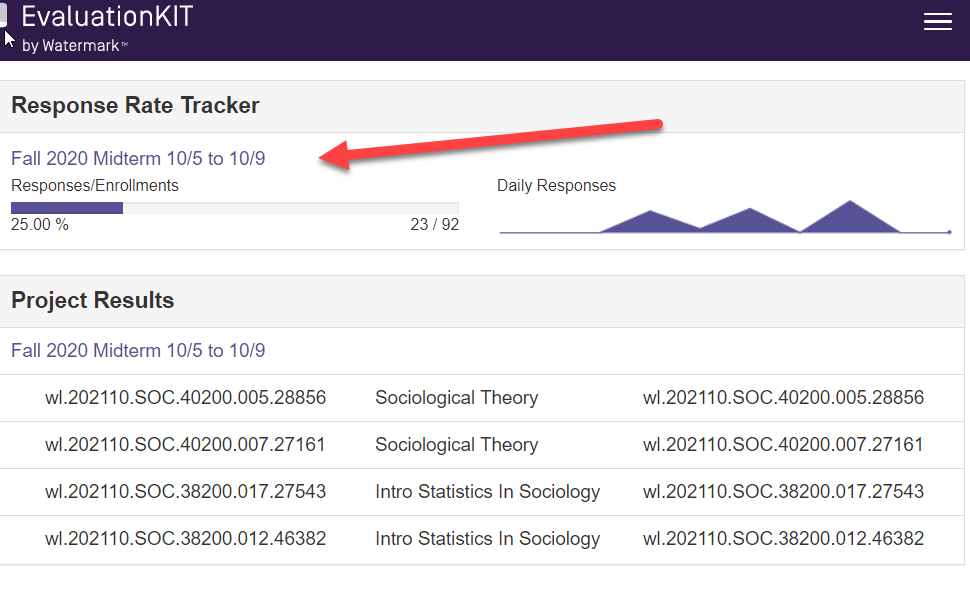 EvaluationKIT
by Watermark™
Response Rate Tracker
Fall 2020 Midterm 10/5 to 10/9
Responses/Enrollments
25.00 %
23 / 92
Daily Responses
Project Results
Fall 2020 Midterm 10/5 to 10/9
wl.202110.SOC.40200.005.28856 Sociological Theory wl.202110.SOC.40200.005.28856
wl.202110.SOC.40200.007.27161 Sociological Theory wl.202110.SOC.40200.007.27161
wl.202110.SOC.38200.017.27543 Intro Statistics In Sociology wl.202110.SOC.38200.017.27543
wl.202110.SOC.38200.012.46382 Intro Statistics In Sociology wl.202110.SOC.38200.012.46382